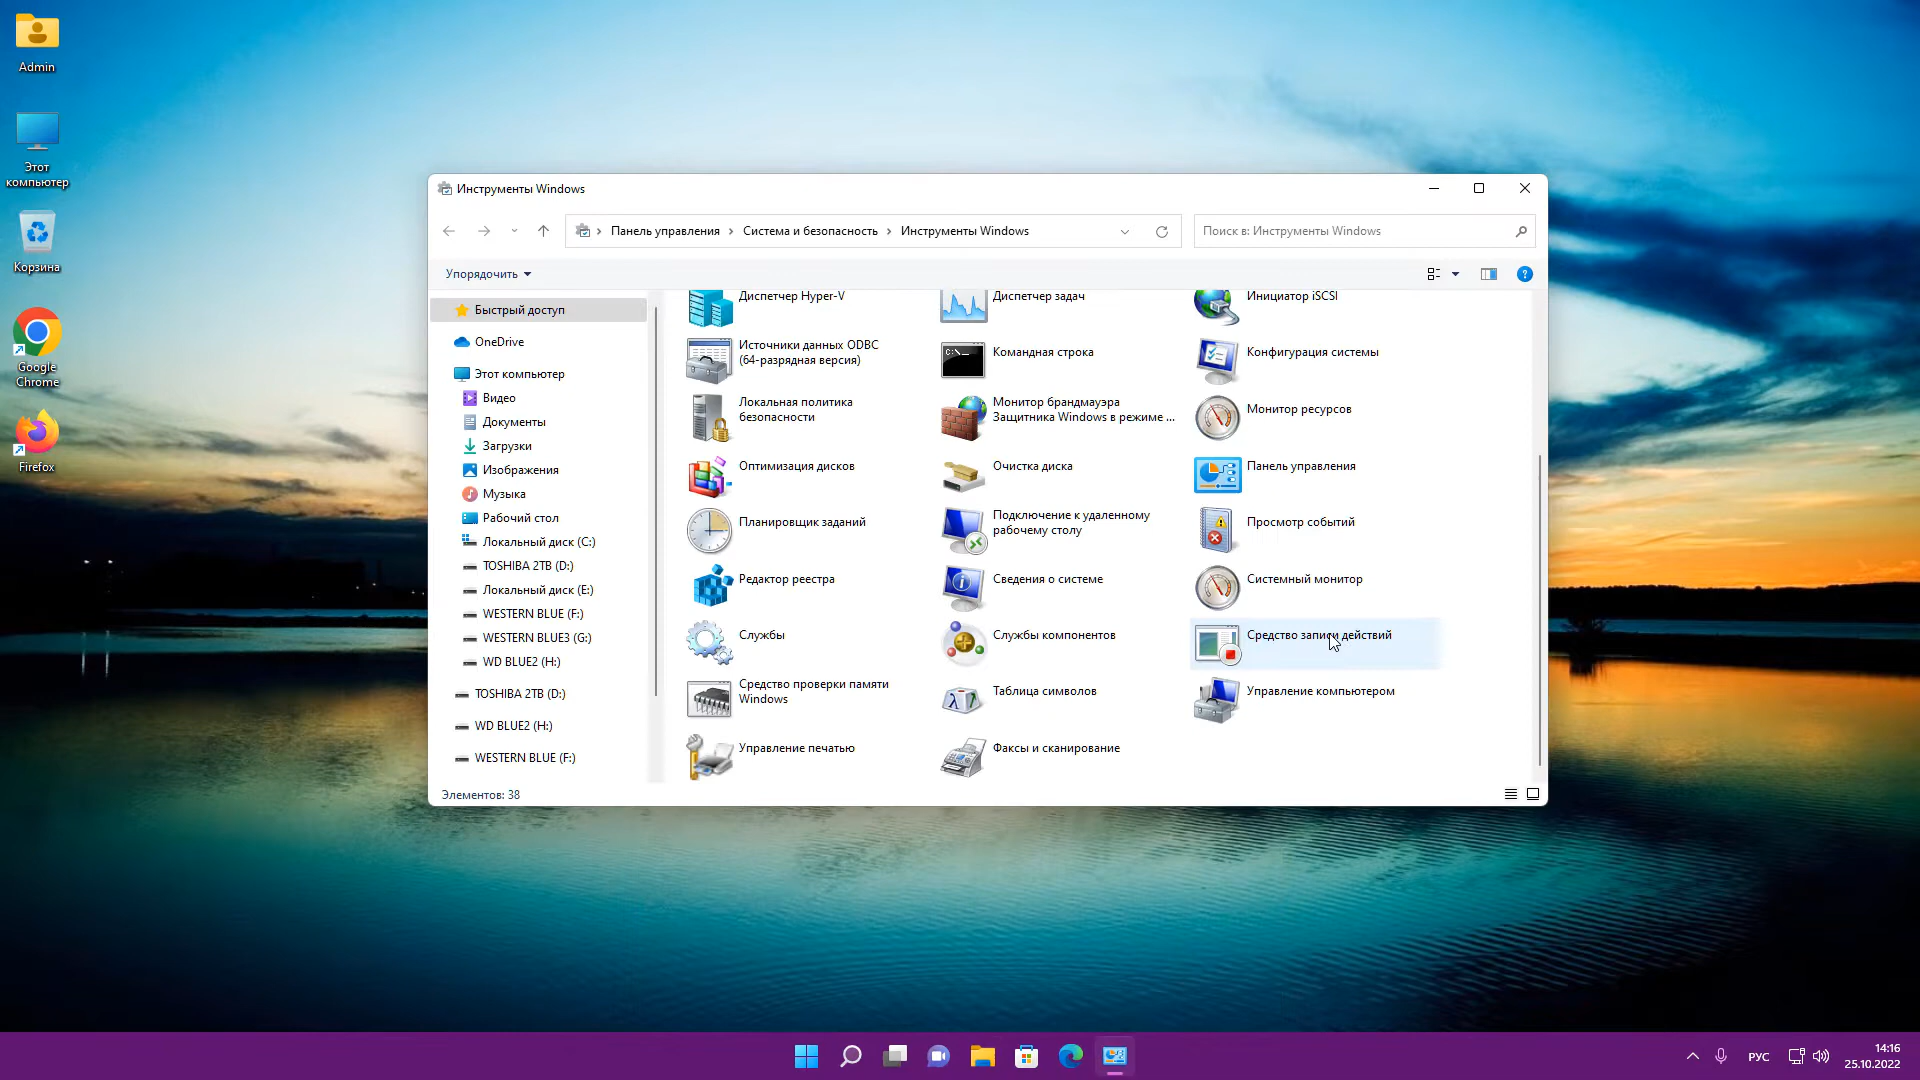 Admin
Этот
компьютер
Корзина
Google
Chrome
Firefox
Инструменты Windows
Панель управления
Система и безопасность
Инструменты Windows
Поиск в: Инструменты Windows
Упорядочить
Быстрый доступ
OneDrive
Этот компьютер
Видео
Документы
Загрузки
Изображения
Музыка
Рабочий стол
Локальный диск (C:)
TOSHIBA 2TB (D:)
Локальный диск (E:)
WESTERN BLUE (F:)
WESTERN BLUE3 (G:)
WD BLUE2 (H:)
TOSHIBA 2TB (D:)
WD BLUE2 (H:)
WESTERN BLUE (F:)
Диспетчер Hyper-V
Диспетчер задач
Инициатор iSCSI
Источники данных ODBC
(64-разрядная версия)
Командная строка
Конфигурация системы
Локальная политика
безопасности
Монитор брандмауэра
Защитника Windows в режиме ...
Монитор ресурсов
Оптимизация дисков
Очистка диска
Панель управления
Планировщик заданий
Подключение к удаленному
рабочему столу
Просмотр событий
Редактор реестра
Сведения о системе
Системный монитор
Службы
Службы компонентов
Средство записи действий
Средство проверки памяти
Windows
Таблица символов
Управление компьютером
Управление печатью
Факсы и сканирование
Элементов: 38
РУС
14:16
25.10.2022